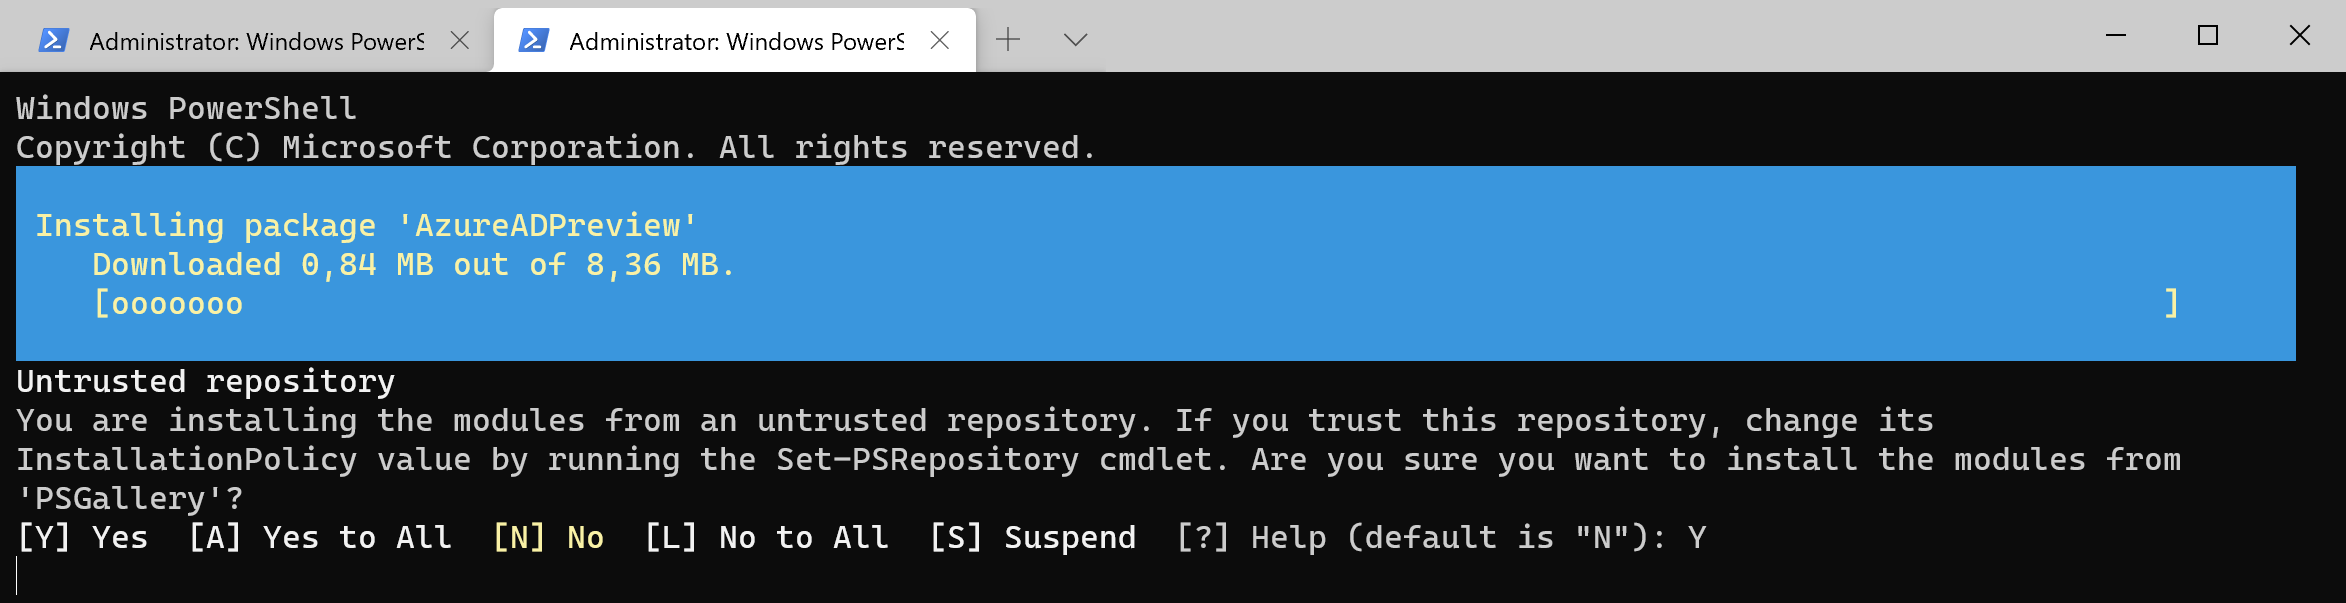 Administrator: Windows PowerS
Administrator: Windows PowerS
Windows PowerShell
Copyright (C) Microsoft Corporation. All rights reserved.
Installing package 'AzureADPreview'
Downloaded 0,84 MB out of 8,36 MB.
[ooooooo ]
Untrusted repository
You are installing the modules from an untrusted repository. If you trust this repository, change its
InstallationPolicy value by running the Set-PSRepository cmdlet. Are you sure you want to install the modules from
'PSGallery'?
[Y] Yes  [A] Yes to All  [N] No  [L] No to All  [S] Suspend  [?] Help (default is "N"): Y